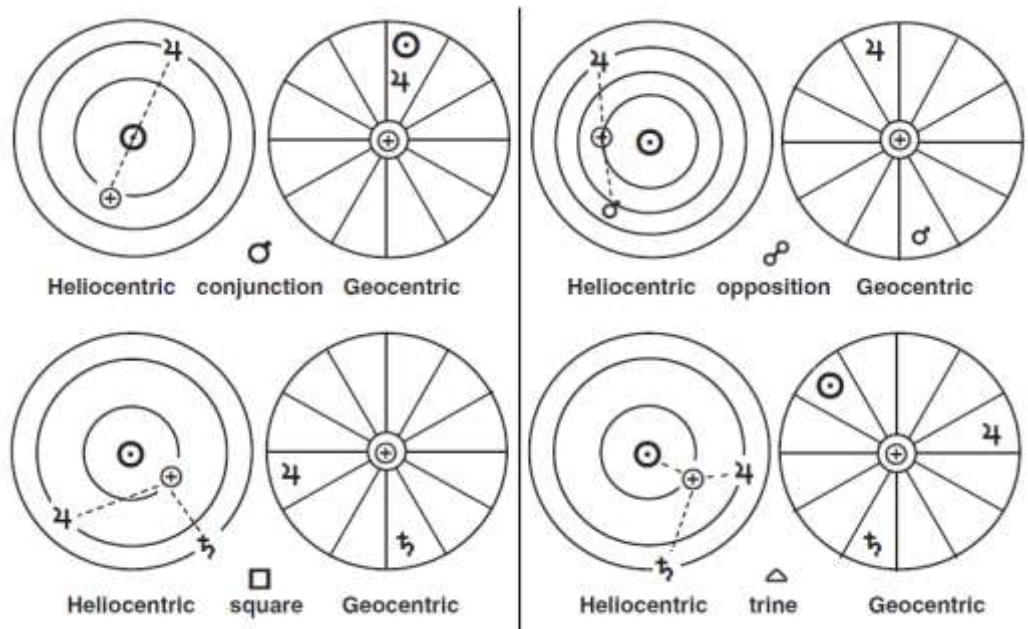 Heliocentric conjunction Geocentric
Heliocentric opposition Geocentric
Heliocentric square Geocentric
Heliocentric trine Geocentric